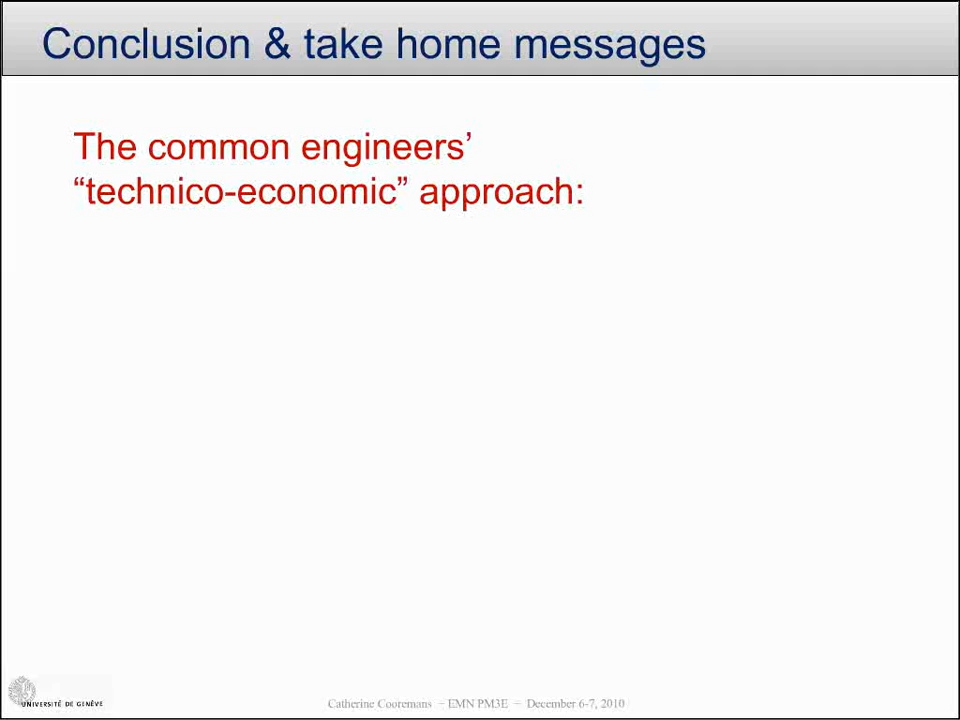 Conclusion & take home messages
The common engineers’
“technico-economic” approach:
UNIVERSITÉ DE GENÈVE
Catherine Cooremans – EMN PM3E – December 6-7, 2010